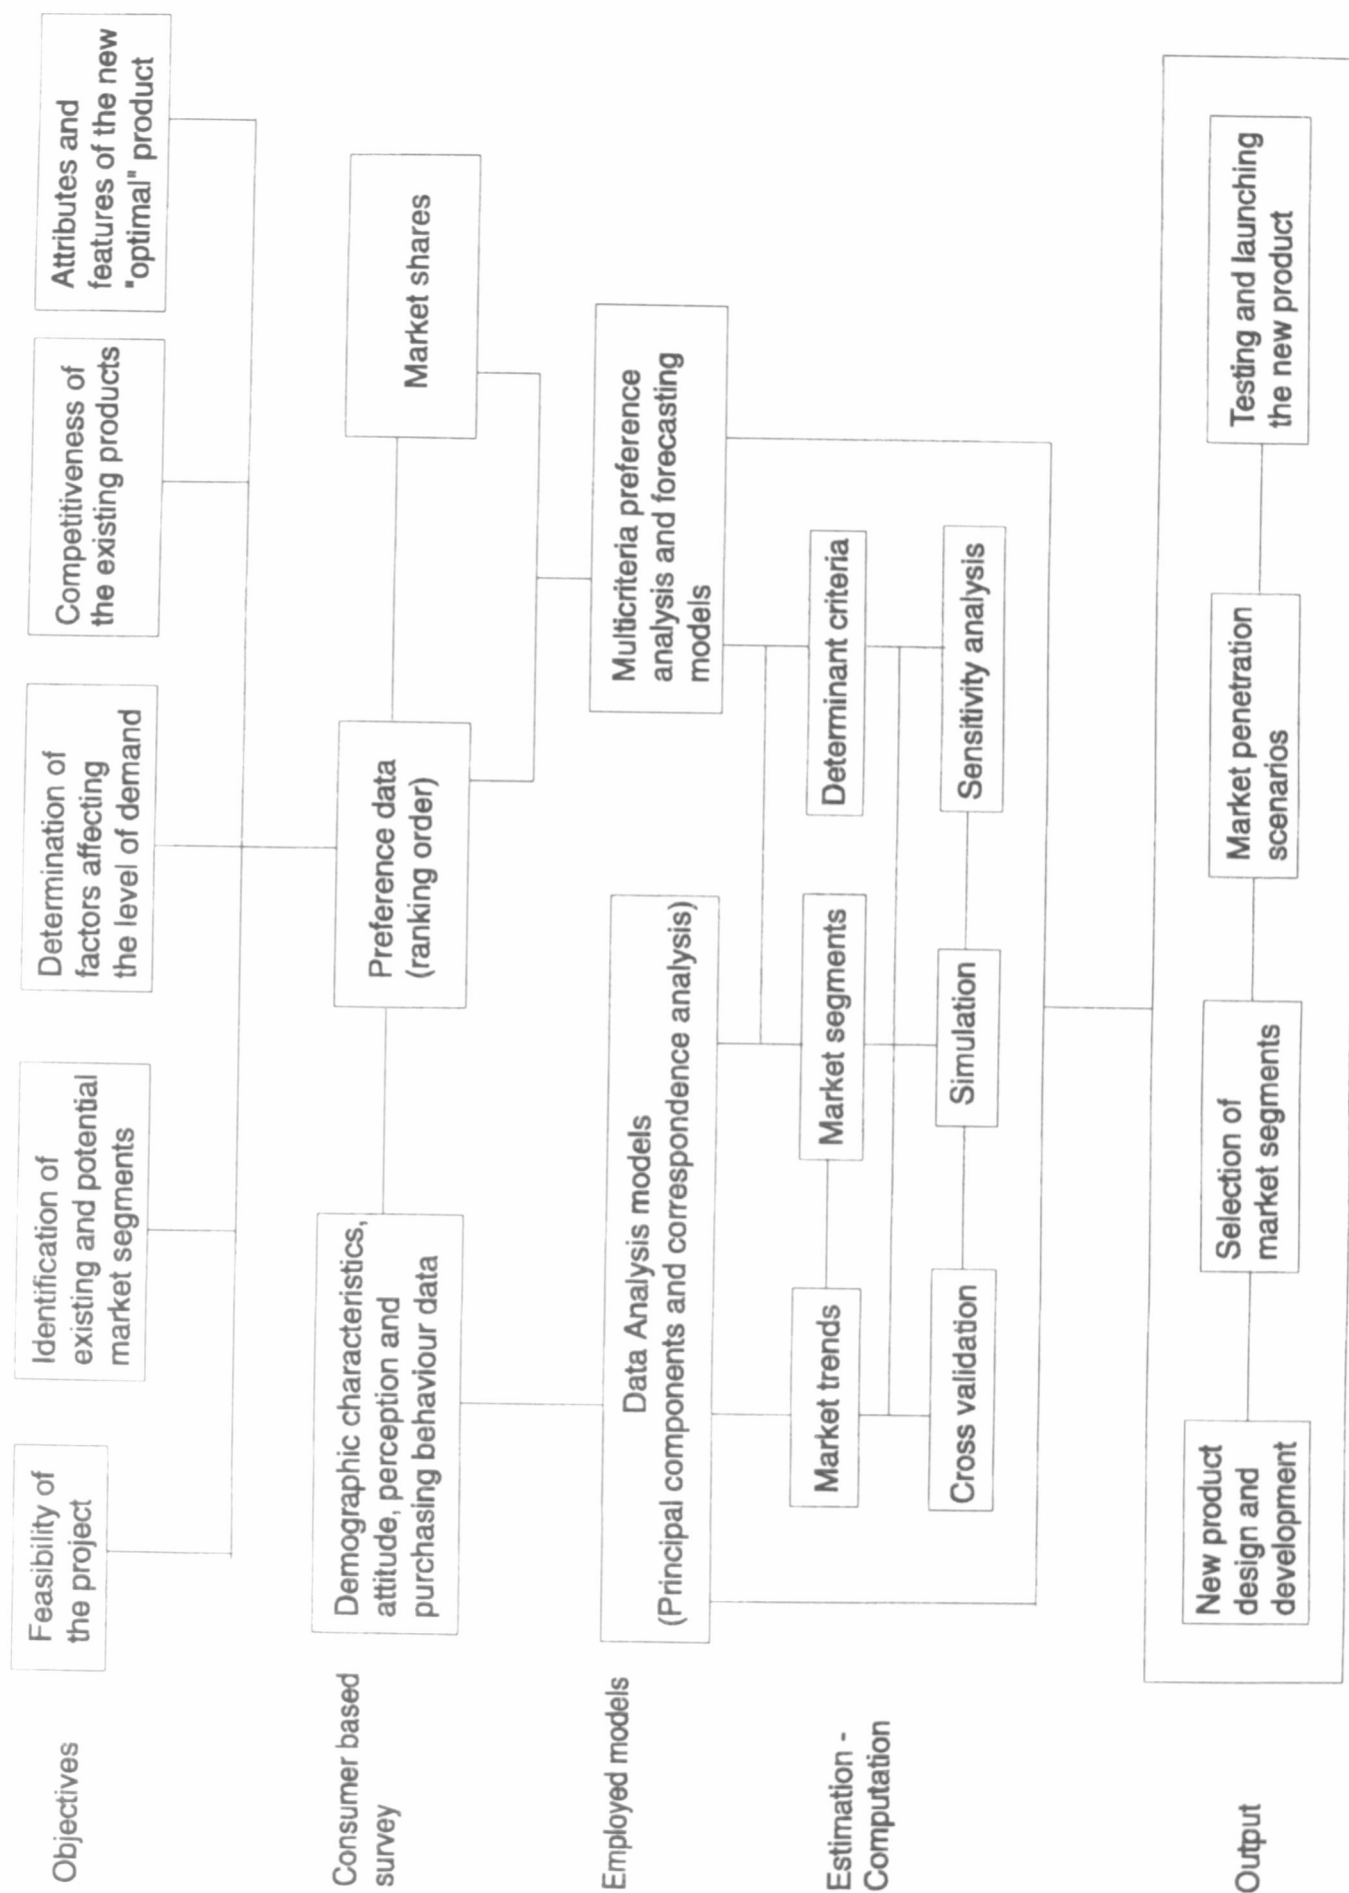 Objectives
Feasibility of
the project
Identification of
existing and potential
market segments
Determination of
factors affecting
the level of demand
Competitiveness of
the existing products
Attributes and
features of the new
"optimal" product
Consumer based
survey
Demographic characteristics,
attitude, perception and
purchasing behaviour data
Preference data
(ranking order)
Market shares
Employed models
Data Analysis models
(Principal components and correspondence analysis)
Multicriteria preference
analysis and forecasting
models
Estimation -
Computation
Market trends
Market segments
Determinant criteria
Cross validation
Simulation
Sensitivity analysis
Output
New product
design and
development
Selection of
market segments
Market penetration
scenarios
Testing and launching
the new product